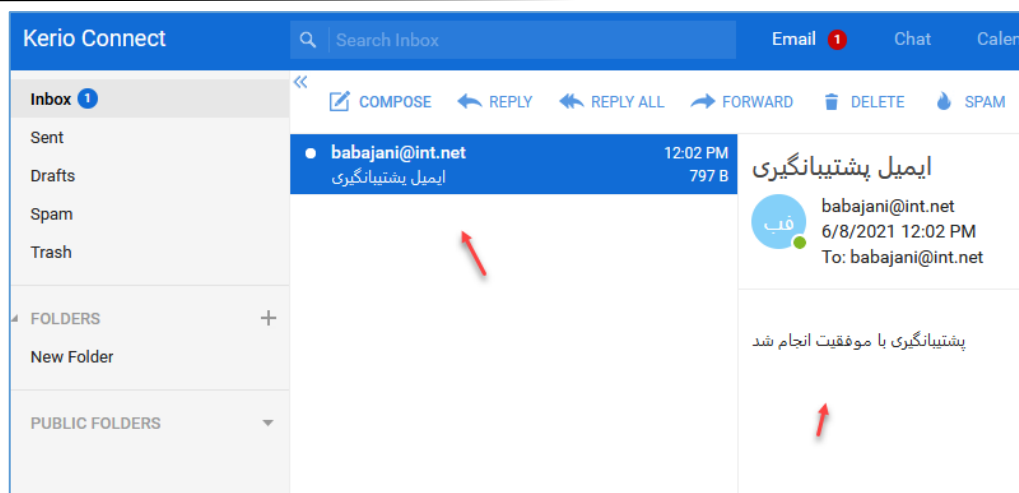 Kerio Connect
Search Inbox
Email 1
Chat
Inbox 1
Sent
Drafts
Spam
Trash
FOLDERS
New Folder
PUBLIC FOLDERS
COMPOSE
REPLY
REPLY ALL
FORWARD
DELETE
SPAM
babajani@int.net 12:02 PM
ایمیل پشتیبانگیری 797 B
ایمیل پشتیبانگیری
فب
babajani@int.net
6/8/2021 12:02 PM
To: babajani@int.net
پشتیبانگیری با موفقیت انجام شد